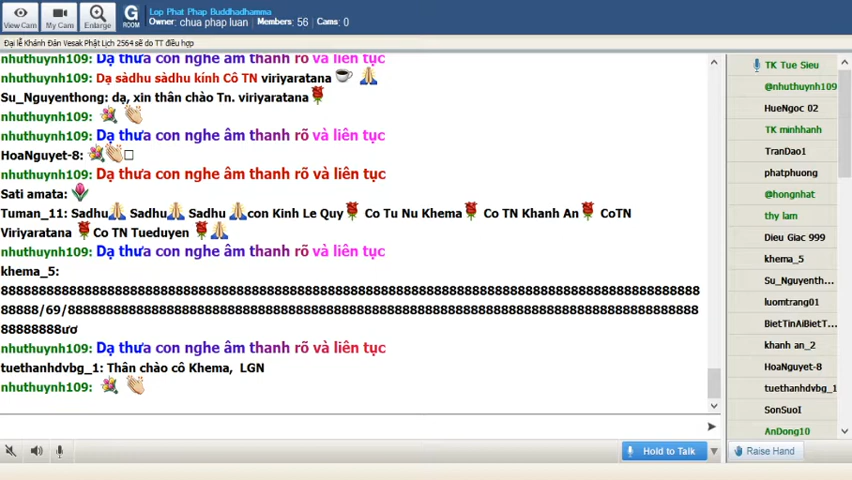 Lop Phat Phap Buddhadhamma
Owner: chua phap luan Members: 56 Cams: 0
View Cam My Cam Enlarge G ROOM
Đại lễ Khánh Đản Vesak Phật Lịch 2564 sẽ do TT điều hợp
nhuthuynh109: Dạ thưa con nghe âm thanh rõ và liên tục
nhuthuynh109: Dạ sàdhu sàdhu kính Cô TN viriyaratana
Su_Nguyenthong: dạ, xin thân chào Tn. viriyaratana
nhuthuynh109:
nhuthuynh109: Dạ thưa con nghe âm thanh rõ và liên tục
HoaNguyet-8:
nhuthuynh109: Dạ thưa con nghe âm thanh rõ và liên tục
Sati amata:
Tuman_11: Sadhu Sadhu Sadhu con Kinh Le Quy Co Tu Nu Khema Co TN Khanh An CoTN
Viriyaratana Co TN Tueduyen
nhuthuynh109: Dạ thưa con nghe âm thanh rõ và liên tục
khema_5:
nhuthuynh109: Dạ thưa con nghe âm thanh rõ và liên tục
tuethanhdvbg_1: Thân chào cô Khema, LGN
nhuthuynh109:
Hold to Talk
TK Tue Sieu
@nhuthuynh109
HueNgoc 02
TK minhhanh
TranDao1
phatphuong
@hongnhat
thy lam
Dieu Giac 999
khema_5
Su_Nguyenth...
luomtrang01
BietTinAiBietT...
khanh an_2
HoaNguyet-8
tuethanhdvbg_1
SonSuoI
AnDong10
Raise Hand